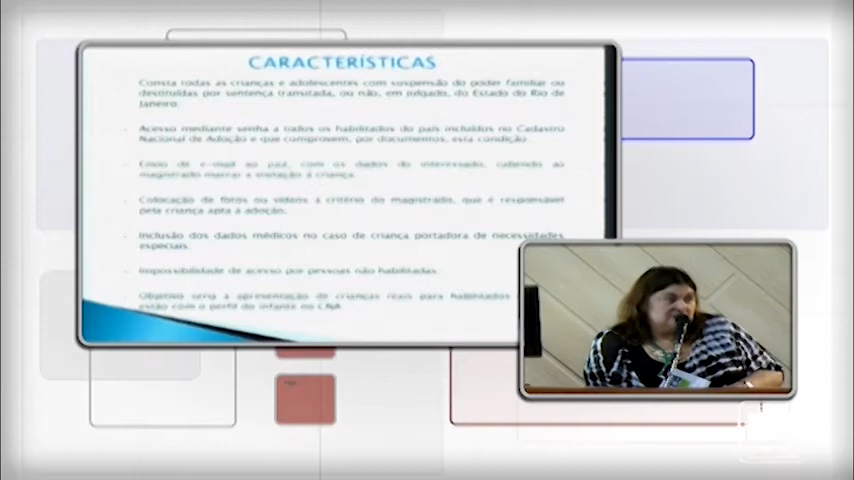 CARACTERÍSTICAS
Consta todas as crianças e adolescentes com suspensão do poder familiar ou
destituídas por sentença transitada, ou não, em julgado, do Estado do Rio de
Janeiro.
Acesso mediante senha a todos os habilitados do país incluídos no Cadastro
Nacional de Adoção e que comprovem, por documentos, esta condição.
Envio de e-mail ao juiz, com os dados do interessado, cabendo ao
magistrado marcar a visitação à criança.
Colocação de fotos ou vídeos à critério do magistrado, que é responsável
pela criança apta à adoção.
Inclusão dos dados médicos no caso de criança portadora de necessidades
especiais.
Impossibilidade de acesso por pessoas não habilitadas.
Objetivo seria a apresentação de crianças reais para habilitados
estão com o perfil do infante no CNA